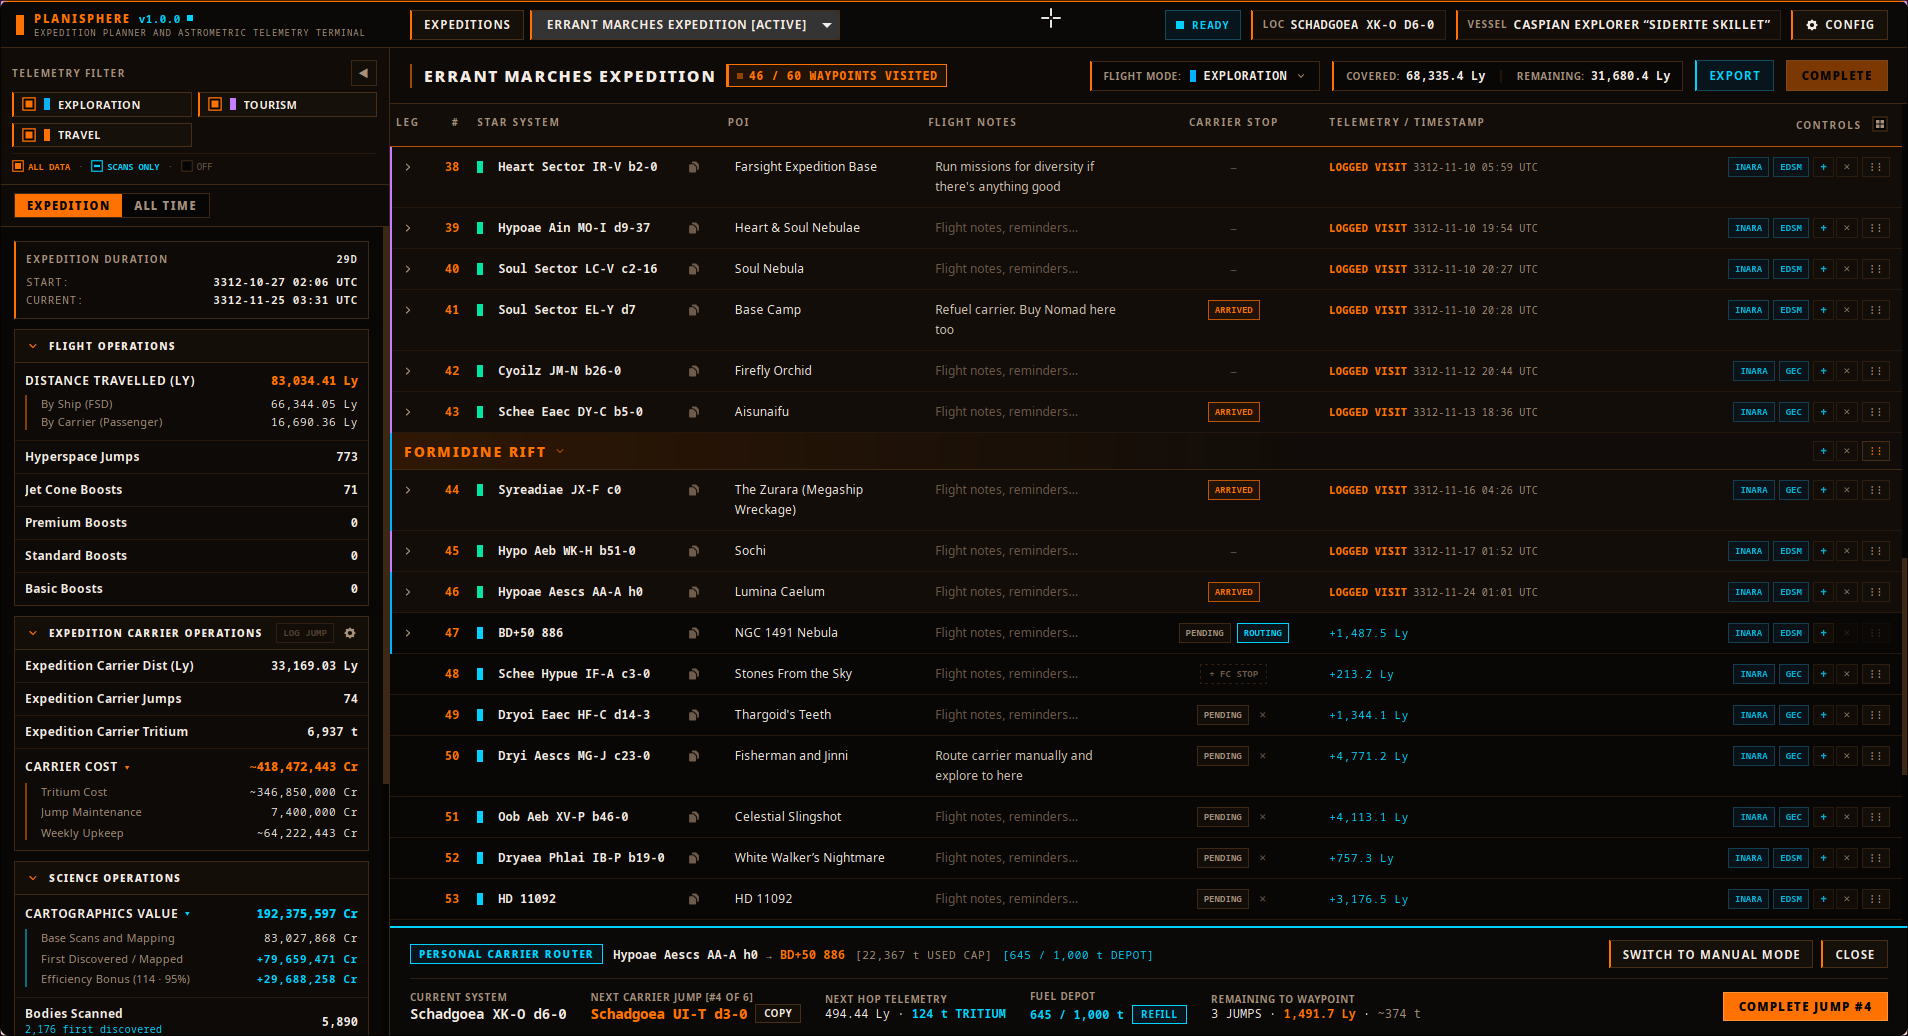 PLANISPHERE v1.0.0
EXPEDITION PLANNER AND ASTROMETRIC TELEMETRY TERMINAL
EXPEDITIONS
ERRANT MARCHES EXPEDITION [ACTIVE]
READY
LOC SCHADGOEA XK-O D6-0
VESSEL CASPIAN EXPLORER “SIDERITE SKILLET”
CONFIG
TELEMETRY FILTER
EXPLORATION
TOURISM
TRAVEL
ALL DATA · SCANS ONLY · OFF
EXPEDITION
ALL TIME
EXPEDITION DURATION 29D
START: 3312-10-27 02:06 UTC
CURRENT: 3312-11-25 03:31 UTC
FLIGHT OPERATIONS
DISTANCE TRAVELLED (LY) 83,034.41 Ly
By Ship (FSD) 66,344.05 Ly
By Carrier (Passenger) 16,690.36 Ly
Hyperspace Jumps 773
Jet Cone Boosts 71
Premium Boosts 0
Standard Boosts 0
Basic Boosts 0
EXPEDITION CARRIER OPERATIONS LOG JUMP
Expedition Carrier Dist (Ly) 33,169.03 Ly
Expedition Carrier Jumps 74
Expedition Carrier Tritium 6,937 t
CARRIER COST ~418,472,443 Cr
Tritium Cost ~346,850,000 Cr
Jump Maintenance 7,400,000 Cr
Weekly Upkeep ~64,222,443 Cr
SCIENCE OPERATIONS
CARTOGRAPHICS VALUE 192,375,597 Cr
Base Scans and Mapping 83,027,868 Cr
First Discovered / Mapped +79,659,471 Cr
Efficiency Bonus (114 · 95%) +29,688,258 Cr
Bodies Scanned 5,890
2,176 first discovered
ERRANT MARCHES EXPEDITION
46 / 60 WAYPOINTS VISITED
FLIGHT MODE: EXPLORATION
COVERED: 68,335.4 Ly | REMAINING: 31,680.4 Ly
EXPORT
COMPLETE
LEG # STAR SYSTEM POI FLIGHT NOTES CARRIER STOP TELEMETRY / TIMESTAMP CONTROLS
38 Heart Sector IR-V b2-0 Farsight Expedition Base Run missions for diversity if – LOGGED VISIT 3312-11-10 05:59 UTC INARA EDSM + ×
there's anything good
39 Hypoae Ain MO-I d9-37 Heart & Soul Nebulae Flight notes, reminders... – LOGGED VISIT 3312-11-10 19:54 UTC INARA EDSM + ×
40 Soul Sector LC-V c2-16 Soul Nebula Flight notes, reminders... – LOGGED VISIT 3312-11-10 20:27 UTC INARA EDSM + ×
41 Soul Sector EL-Y d7 Base Camp Refuel carrier. Buy Nomad here ARRIVED LOGGED VISIT 3312-11-10 20:28 UTC INARA EDSM + ×
too
42 Cyoilz JM-N b26-0 Firefly Orchid Flight notes, reminders... – LOGGED VISIT 3312-11-12 20:44 UTC INARA GEC + ×
43 Schee Eaec DY-C b5-0 Aisunaifu Flight notes, reminders... ARRIVED LOGGED VISIT 3312-11-13 18:36 UTC INARA GEC + ×
FORMIDINE RIFT + ×
44 Syreadiae JX-F c0 The Zurara (Megaship Flight notes, reminders... ARRIVED LOGGED VISIT 3312-11-16 04:26 UTC INARA GEC + ×
Wreckage)
45 Hypo Aeb WK-H b51-0 Sochi Flight notes, reminders... – LOGGED VISIT 3312-11-17 01:52 UTC INARA EDSM + ×
46 Hypoae Aescs AA-A h0 Lumina Caelum Flight notes, reminders... ARRIVED LOGGED VISIT 3312-11-24 01:01 UTC INARA EDSM + ×
47 BD+50 886 NGC 1491 Nebula Flight notes, reminders... PENDING ROUTING +1,487.5 Ly INARA EDSM + ×
48 Schee Hypue IF-A c3-0 Stones From the Sky Flight notes, reminders... + FC STOP +213.2 Ly INARA GEC + ×
49 Dryoi Eaec HF-C d14-3 Thargoid's Teeth Flight notes, reminders... PENDING × +1,344.1 Ly INARA GEC + ×
50 Dryi Aescs MG-J c23-0 Fisherman and Jinni Route carrier manually and PENDING × +4,771.2 Ly INARA GEC + ×
explore to here
51 Oob Aeb XV-P b46-0 Celestial Slingshot Flight notes, reminders... PENDING × +4,113.1 Ly INARA GEC + ×
52 Dryaea Phlai IB-P b19-0 White Walker’s Nightmare Flight notes, reminders... PENDING × +757.3 Ly INARA EDSM + ×
53 HD 11092 HD 11092 Flight notes, reminders... PENDING × +3,176.5 Ly INARA EDSM + ×
PERSONAL CARRIER ROUTER Hypoae Aescs AA-A h0 → BD+50 886 [22,367 t USED CAP] [645 / 1,000 t DEPOT]
SWITCH TO MANUAL MODE
CLOSE
CURRENT SYSTEM
Schadgoea XK-O d6-0
NEXT CARRIER JUMP [#4 OF 6]
Schadgoea UI-T d3-0 COPY
NEXT HOP TELEMETRY
494.44 Ly · 124 t TRITIUM
FUEL DEPOT
645 / 1,000 t REFILL
REMAINING TO WAYPOINT
3 JUMPS · 1,491.7 Ly · ~374 t
COMPLETE JUMP #4